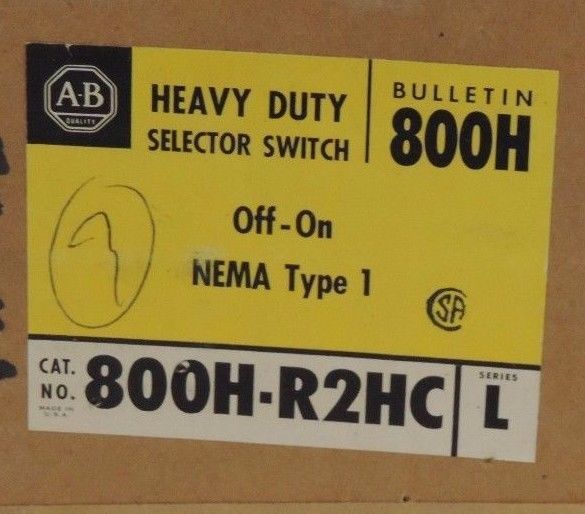 A-B
QUALITY
HEAVY DUTY
SELECTOR SWITCH
BULLETIN
800H
Off-On
NEMA Type 1
CSA
CAT.
NO.
MADE IN
U.S.A.
800H-R2HC
SERIES
L